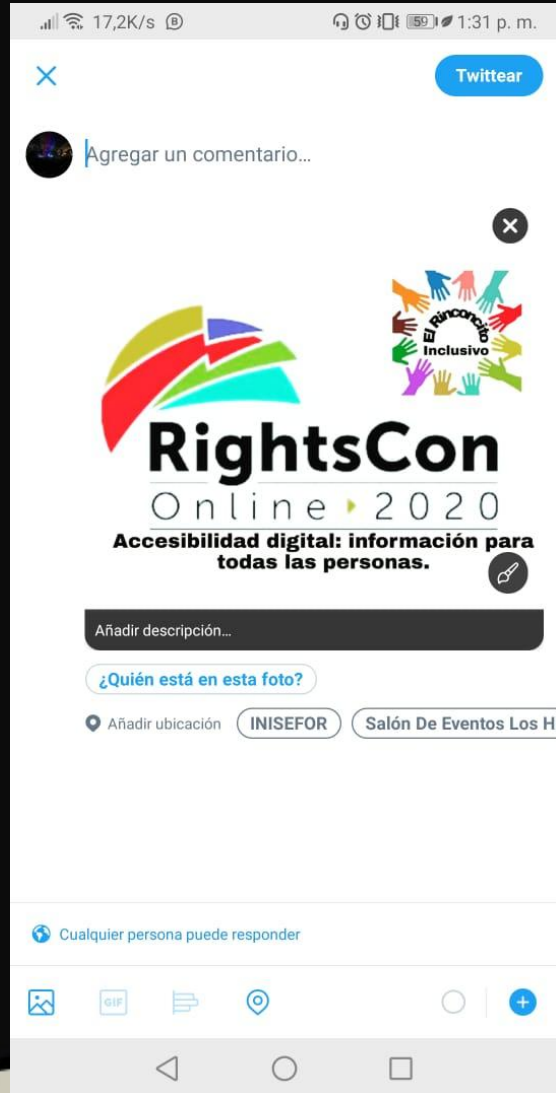 17,2K/s B 59 1:31 p. m.
Twittear
Agregar un comentario...
El Rinconcito
Inclusivo
RightsCon
Online 2020
Accesibilidad digital: información para
todas las personas.
Añadir descripción...
¿Quién está en esta foto?
Añadir ubicación INISEFOR Salón De Eventos Los H
Cualquier persona puede responder
GIF